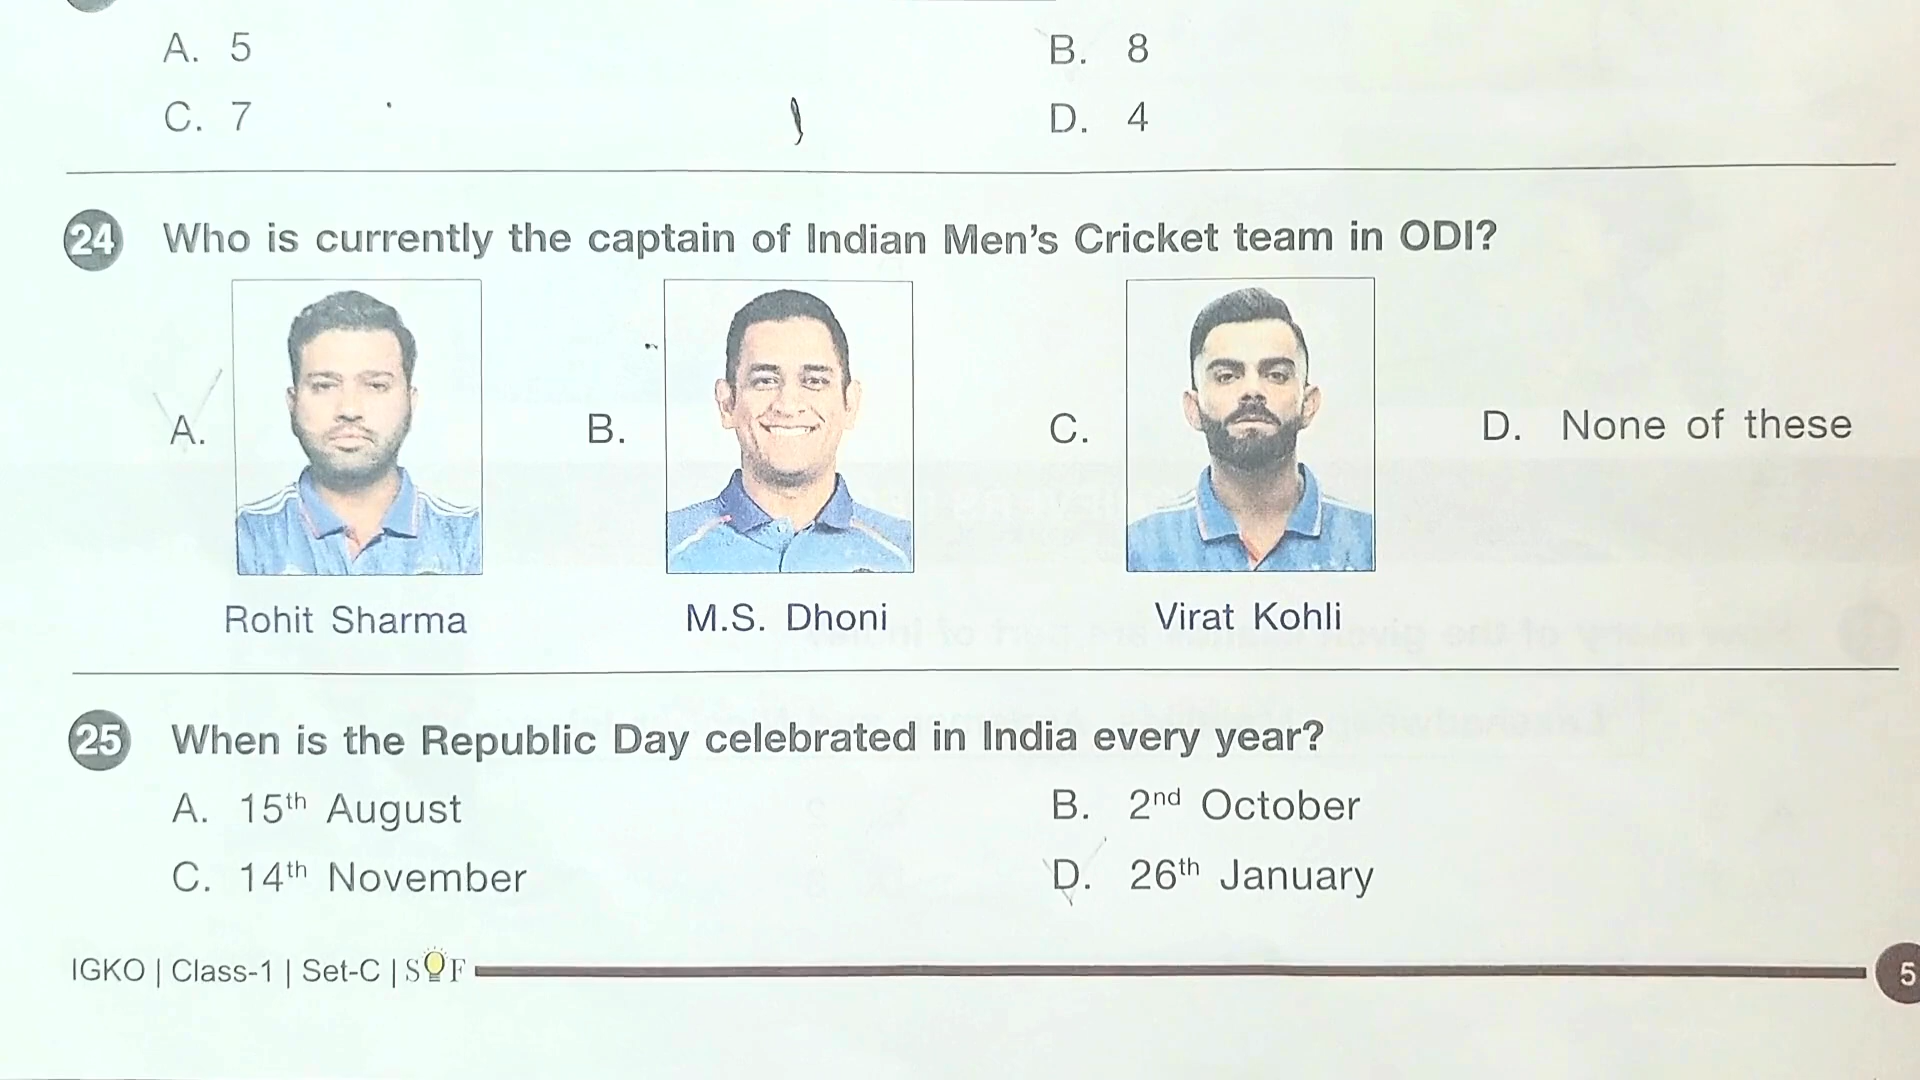 A. 5 B. 8
C. 7 D. 4
24 Who is currently the captain of Indian Men's Cricket team in ODI?
A. B. C. D. None of these
Rohit Sharma M.S. Dhoni Virat Kohli
25 When is the Republic Day celebrated in India every year?
A. 15th August B. 2nd October
C. 14th November D. 26th January
IGKO | Class-1 | Set-C | SOF 5